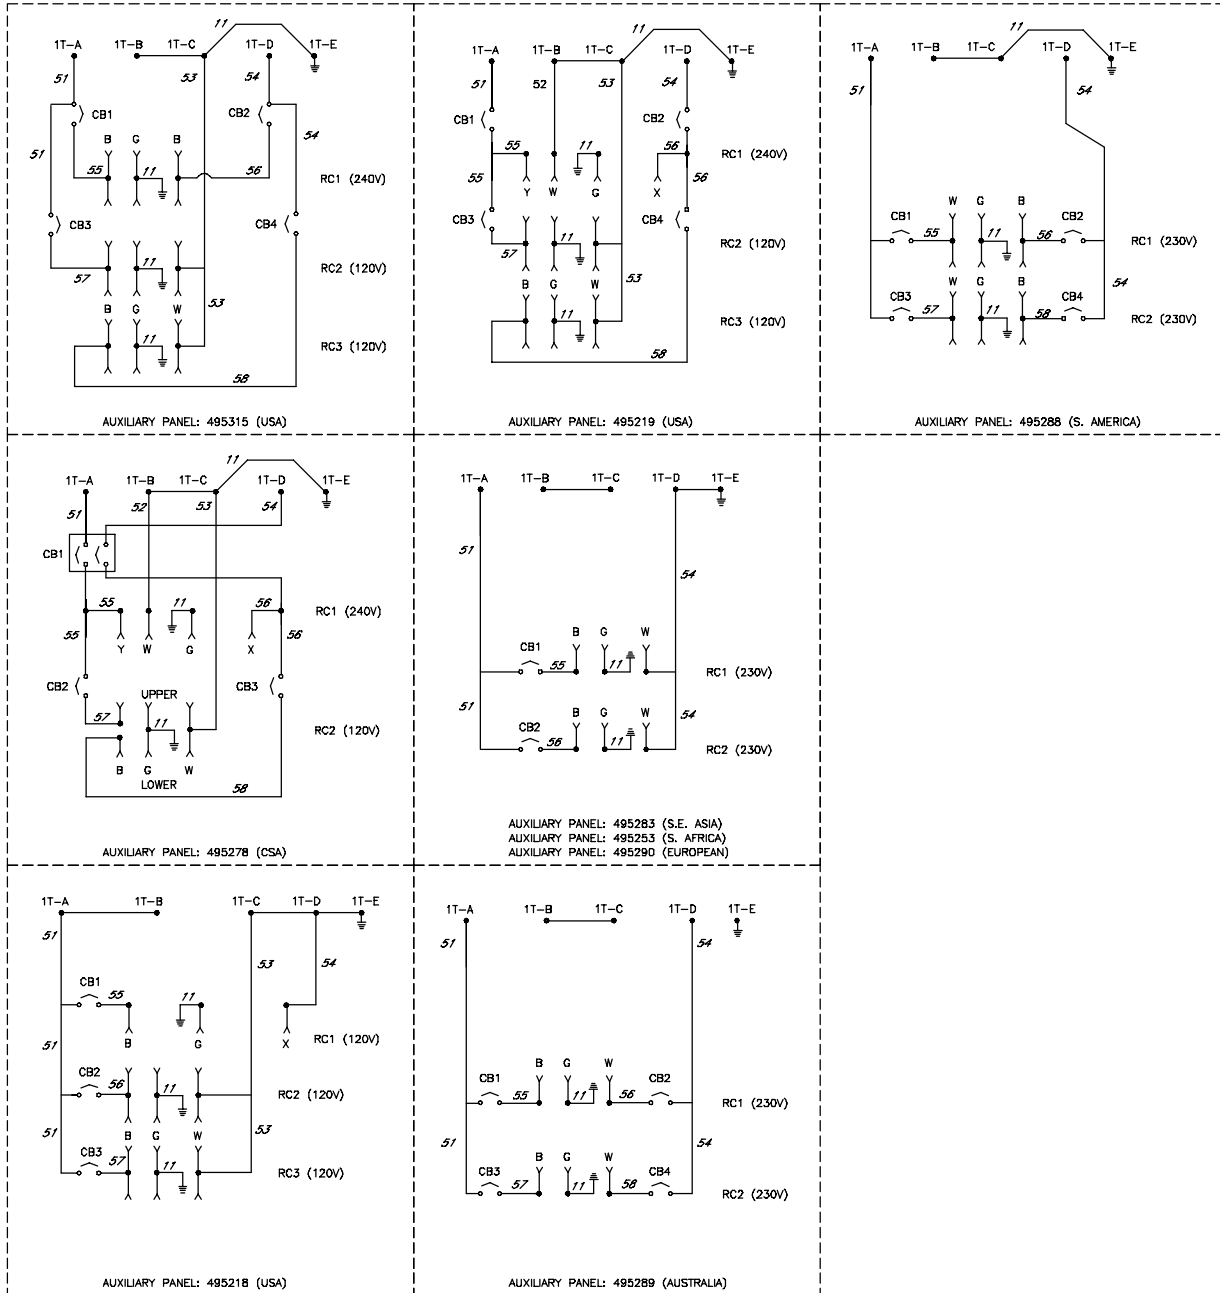 11
1T-A 1T-B 1T-C 1T-D 1T-E
51 53 54
CB1 CB2
B G B
54
51 55 11 56 RC1 (240V)
CB3 CB4
57 11 RC2 (120V)
53
B G W
11 RC3 (120V)
58
AUXILIARY PANEL: 495315 (USA)
11
1T-A 1T-B 1T-C 1T-D 1T-E
51 52 53 54
CB1 CB2
55 11 56 RC1 (240V)
55 Y W G X 56
CB3 CB4
57 11 RC2 (120V)
53
B G W
11 RC3 (120V)
58
AUXILIARY PANEL: 495219 (USA)
11
1T-A 1T-B 1T-C 1T-D 1T-E
51 54
W G B
CB1 CB2
55 11 56 RC1 (230V)
W G B
54
CB3 CB4
57 11 58 RC2 (230V)
AUXILIARY PANEL: 495288 (S. AMERICA)
11
1T-A 1T-B 1T-C 1T-D 1T-E
51 52 53 54
CB1
55 11 56 RC1 (240V)
55 Y W G X 56
CB2 CB3
UPPER
57 11 RC2 (120V)
B G W
LOWER
58
AUXILIARY PANEL: 495278 (CSA)
1T-A 1T-B 1T-C 1T-D 1T-E
51
54
B G W
CB1
55 11 RC1 (230V)
51 B G W 54
CB2
56 11 RC2 (230V)
AUXILIARY PANEL: 495283 (S.E. ASIA)
AUXILIARY PANEL: 495253 (S. AFRICA)
AUXILIARY PANEL: 495290 (EUROPEAN)
1T-A 1T-B 1T-C 1T-D 1T-E
51
53 54
CB1
55 11
B G X RC1 (120V)
51
CB2
56 11 RC2 (120V)
51 B G W 53
CB3
57 11 RC3 (120V)
AUXILIARY PANEL: 495218 (USA)
1T-A 1T-B 1T-C 1T-D 1T-E
51 54
B G W
CB1 CB2
55 11 56 RC1 (230V)
51 54
B G W
CB3 CB4
57 11 58 RC2 (230V)
AUXILIARY PANEL: 495289 (AUSTRALIA)